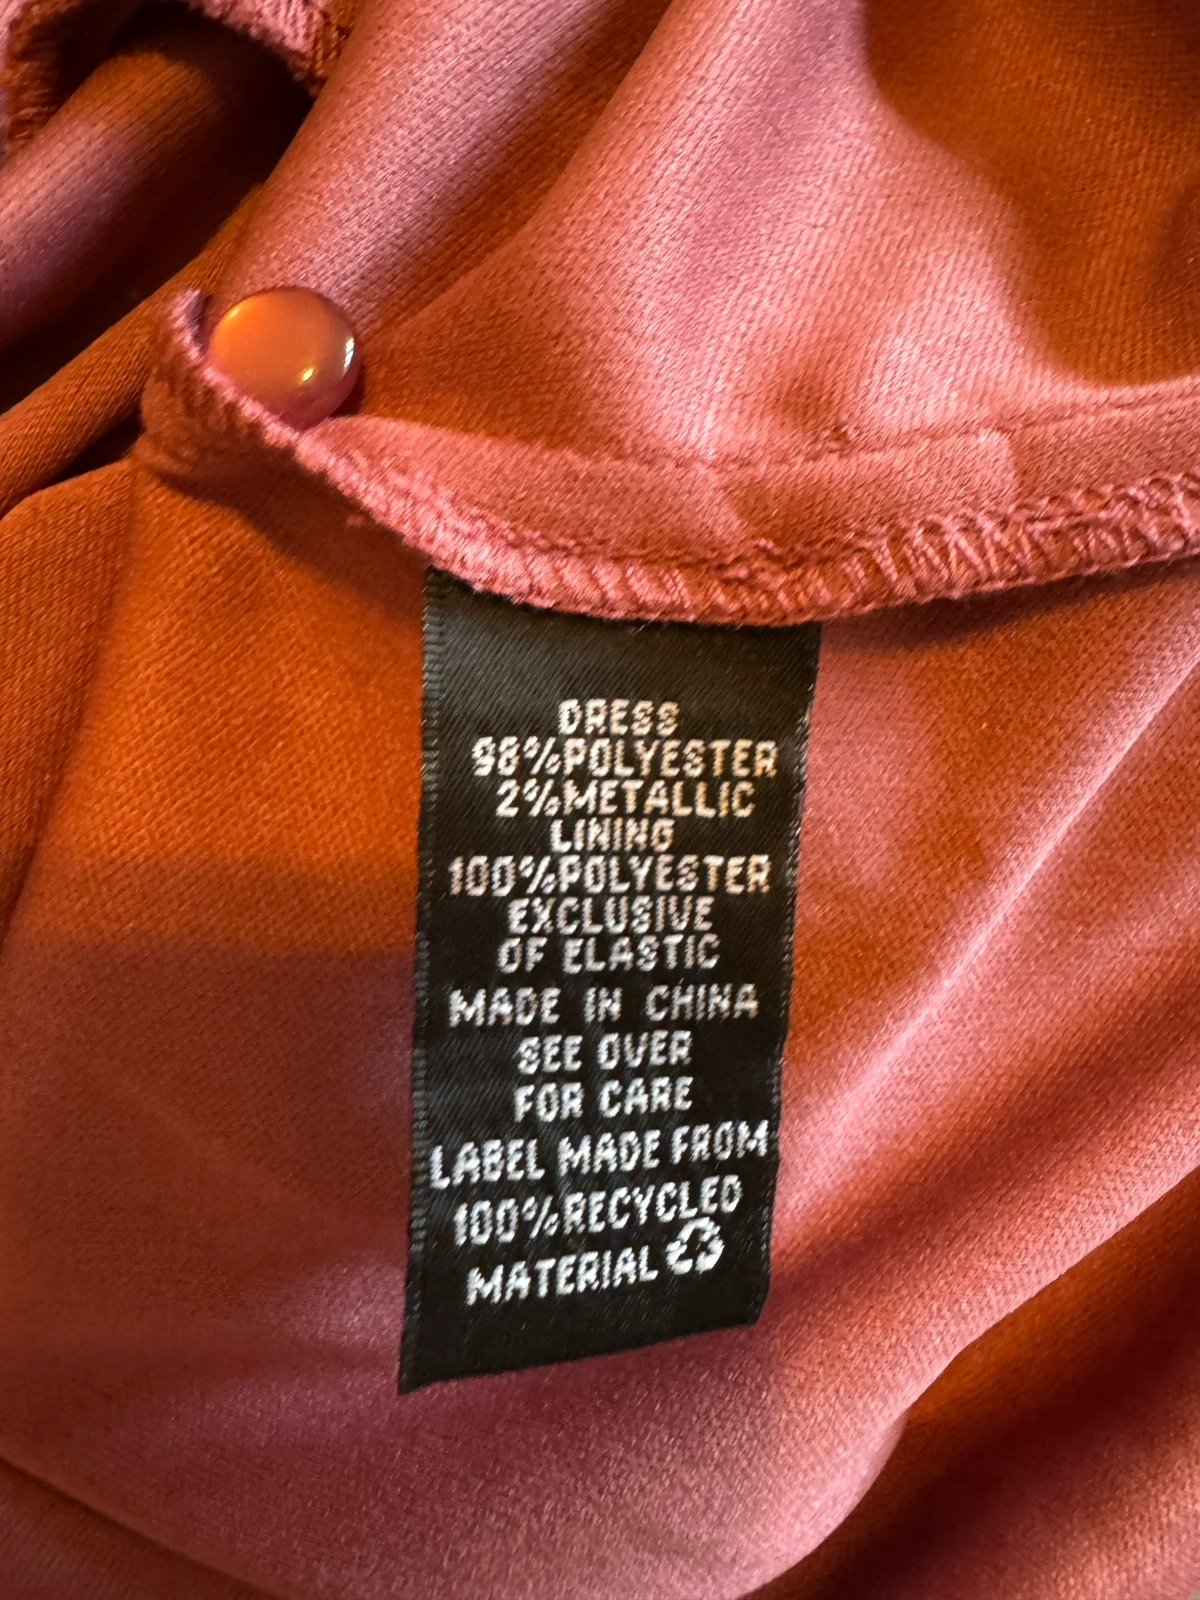 DRESS
98%POLYESTER
2%METALLIC
LINING
100%POLYESTER
EXCLUSIVE
OF ELASTIC
MADE IN CHINA
SEE OVER
FOR CARE
LABEL MADE FROM
100%RECYCLED
MATERIAL